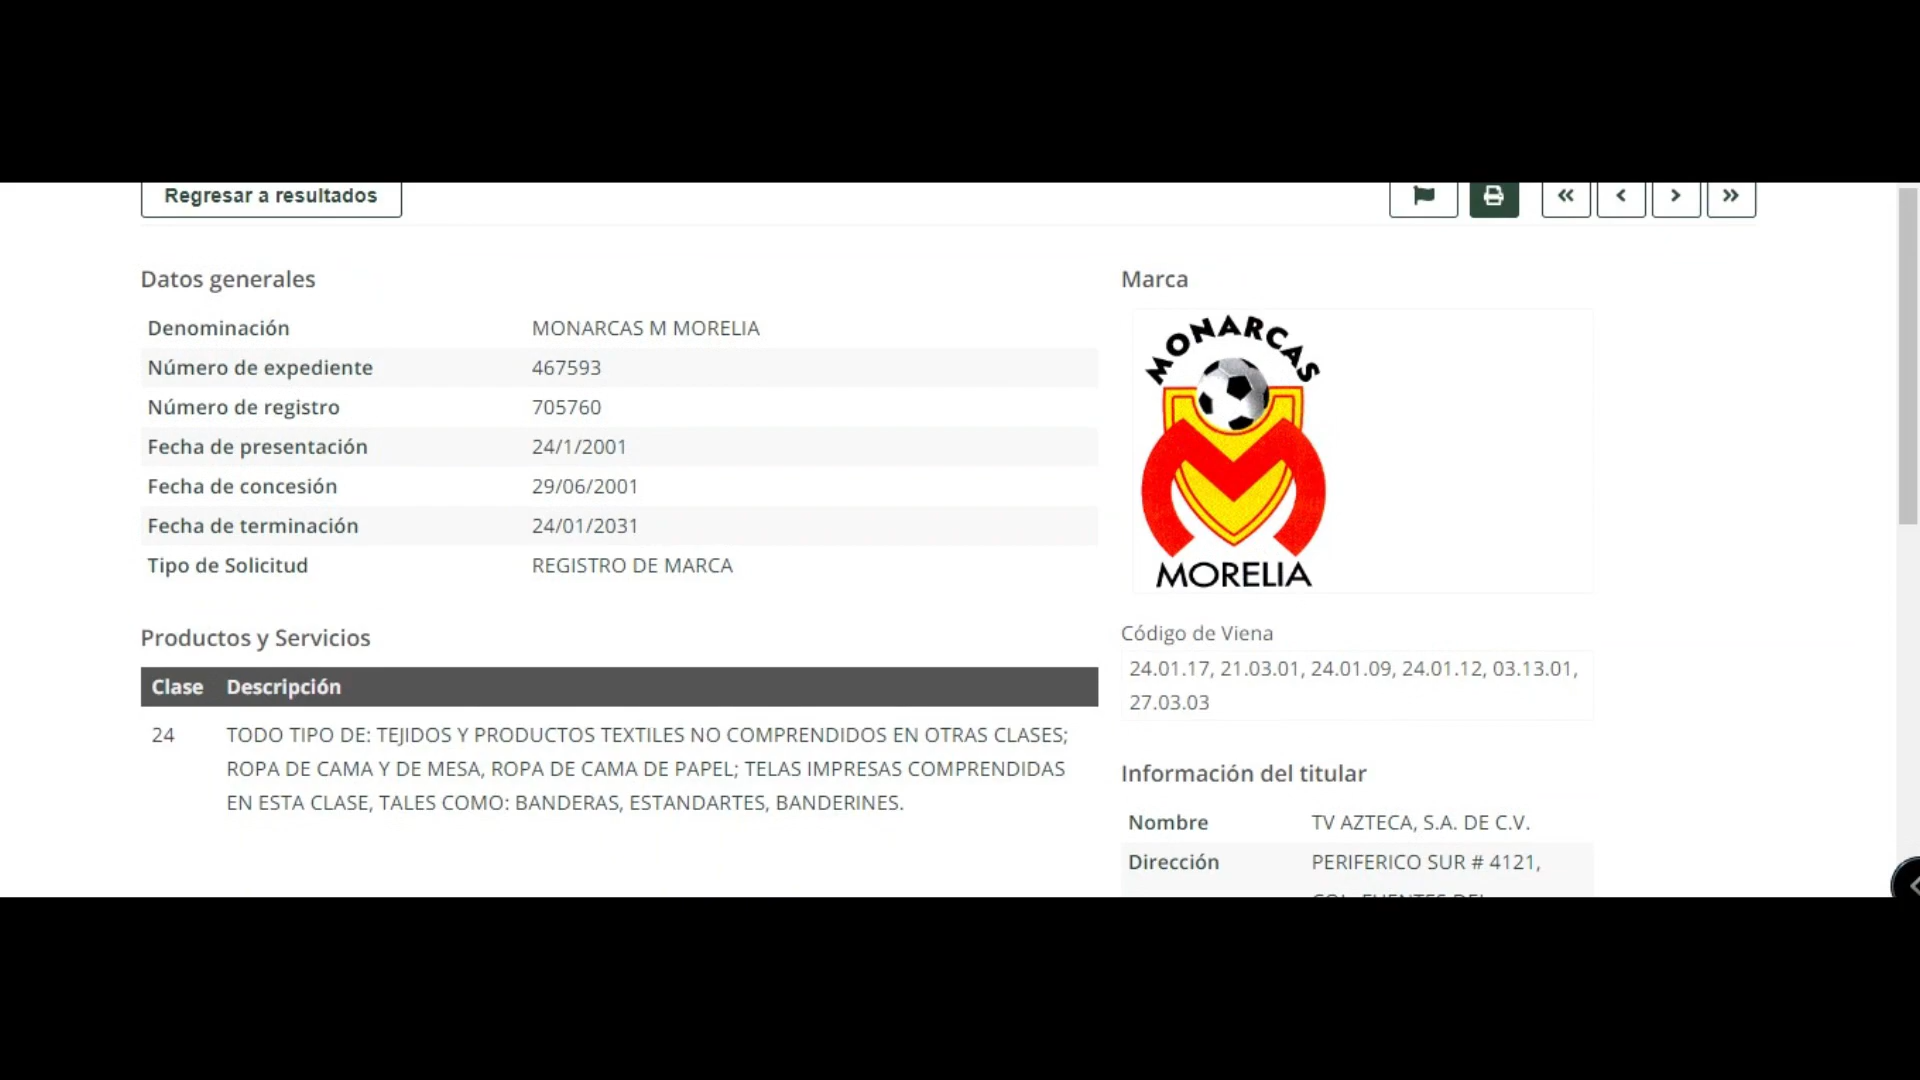 Regresar a resultados
Datos generales
Denominación MONARCAS M MORELIA
Número de expediente 467593
Número de registro 705760
Fecha de presentación 24/1/2001
Fecha de concesión 29/06/2001
Fecha de terminación 24/01/2031
Tipo de Solicitud REGISTRO DE MARCA
Productos y Servicios
Clase Descripción
24 TODO TIPO DE: TEJIDOS Y PRODUCTOS TEXTILES NO COMPRENDIDOS EN OTRAS CLASES;
ROPA DE CAMA Y DE MESA, ROPA DE CAMA DE PAPEL; TELAS IMPRESAS COMPRENDIDAS
EN ESTA CLASE, TALES COMO: BANDERAS, ESTANDARTES, BANDERINES.
Marca
MONARCAS
MORELIA
Código de Viena
24.01.17, 21.03.01, 24.01.09, 24.01.12, 03.13.01,
27.03.03
Información del titular
Nombre TV AZTECA, S.A. DE C.V.
Dirección PERIFERICO SUR # 4121,